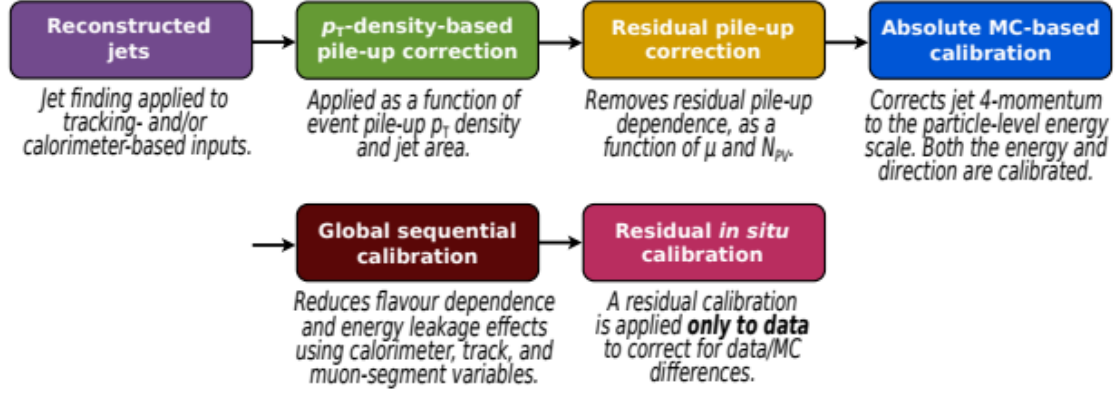 Reconstructed
jets
Jet finding applied to
tracking- and/or
calorimeter-based inputs.
pT-density-based
pile-up correction
Applied as a function of
event pile-up pT density
and jet area.
Residual pile-up
correction
Removes residual pile-up
dependence, as a
function of µ and NPV.
Absolute MC-based
calibration
Corrects jet 4-momentum
to the particle-level energy
scale. Both the energy and
direction are calibrated.
Global sequential
calibration
Reduces flavour dependence
and energy leakage effects
using calorimeter, track, and
muon-segment variables.
Residual in situ
calibration
A residual calibration
is applied only to data
to correct for data/MC
differences.